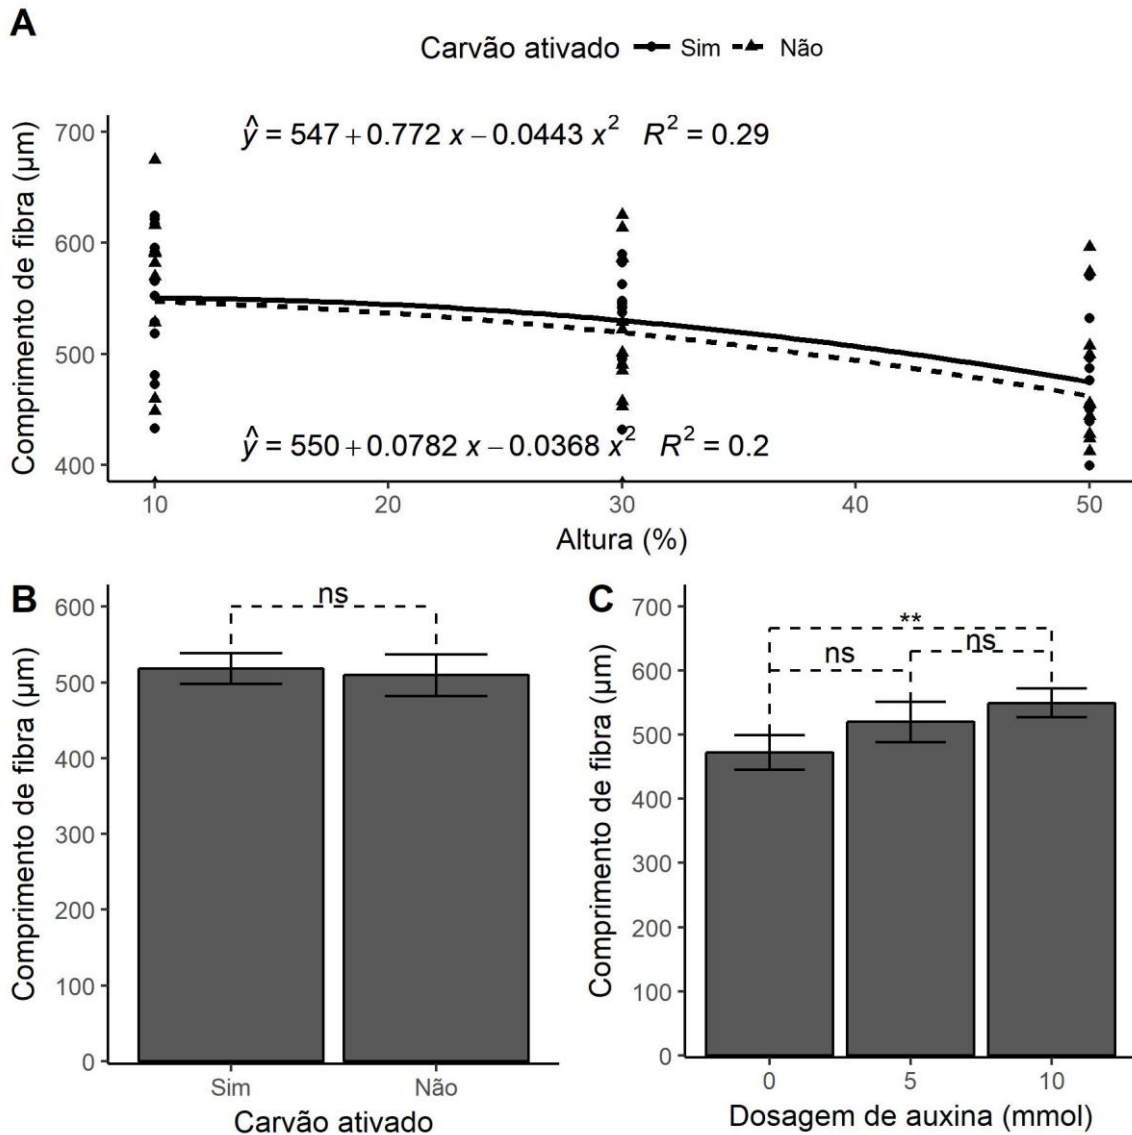 A
Carvão ativado Sim Não
Comprimento de fibra (μm)
700
600
500
400
ŷ = 547 + 0.772 x − 0.0443 x² R² = 0.29
ŷ = 550 + 0.0782 x − 0.0368 x² R² = 0.2
10 20 30 40 50
Altura (%)
B
Comprimento de fibra (μm)
600
500
400
300
200
100
0
ns
Sim Não
Carvão ativado
C
Comprimento de fibra (μm)
700
600
500
400
300
200
100
0
**
ns ns
0 5 10
Dosagem de auxina (mmol)